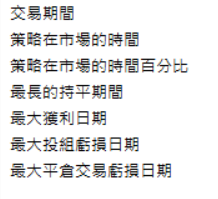 交易期間
策略在市場的時間
策略在市場的時間百分比
最長的持平期間
最大獲利日期
最大投組虧損日期
最大平倉交易虧損日期